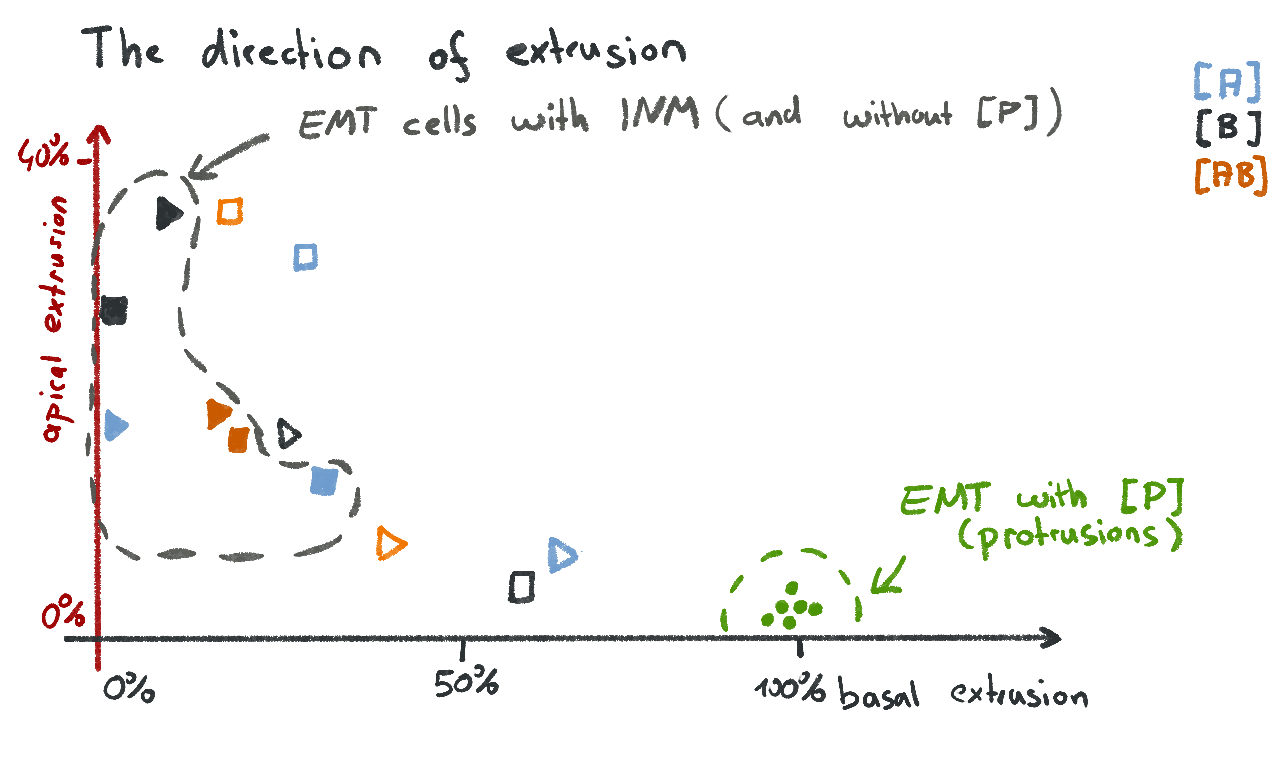 The direction of extrusion
EMT cells with INM (and without [P])
[A]
[B]
[AB]
40%
apical extrusion
0%
EMT with [P]
(protrusions)
0%
50%
100%
basal extrusion